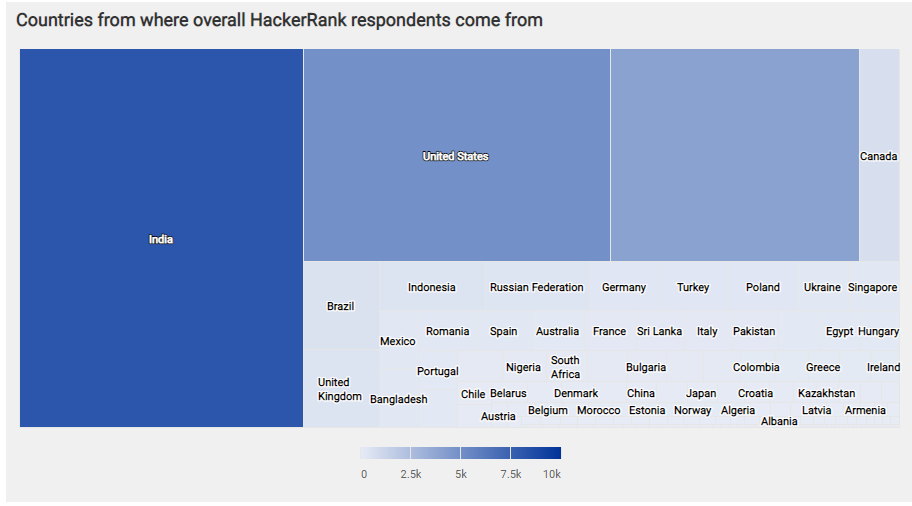 Countries from where overall HackerRank respondents come from
United States
Canada
India
Indonesia Russian Federation Germany Turkey Poland Ukraine Singapore
Brazil
Romania Spain Australia France Sri Lanka Italy Pakistan Egypt Hungary
Mexico
Portugal Nigeria South Africa Bulgaria Colombia Greece Ireland
United
Kingdom
Bangladesh Chile Belarus Denmark China Japan Croatia Kazakhstan
Austria Belgium Morocco Estonia Norway Algeria Latvia Armenia
Albania
0 2.5k 5k 7.5k 10k